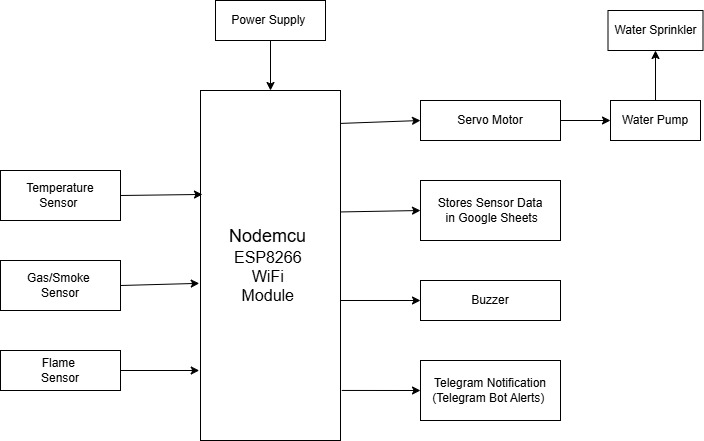 Power Supply
Water Sprinkler
Servo Motor
Water Pump
Temperature
Sensor
Stores Sensor Data
in Google Sheets
Nodemcu
ESP8266
WiFi
Module
Gas/Smoke
Sensor
Buzzer
Flame
Sensor
Telegram Notification
(Telegram Bot Alerts)